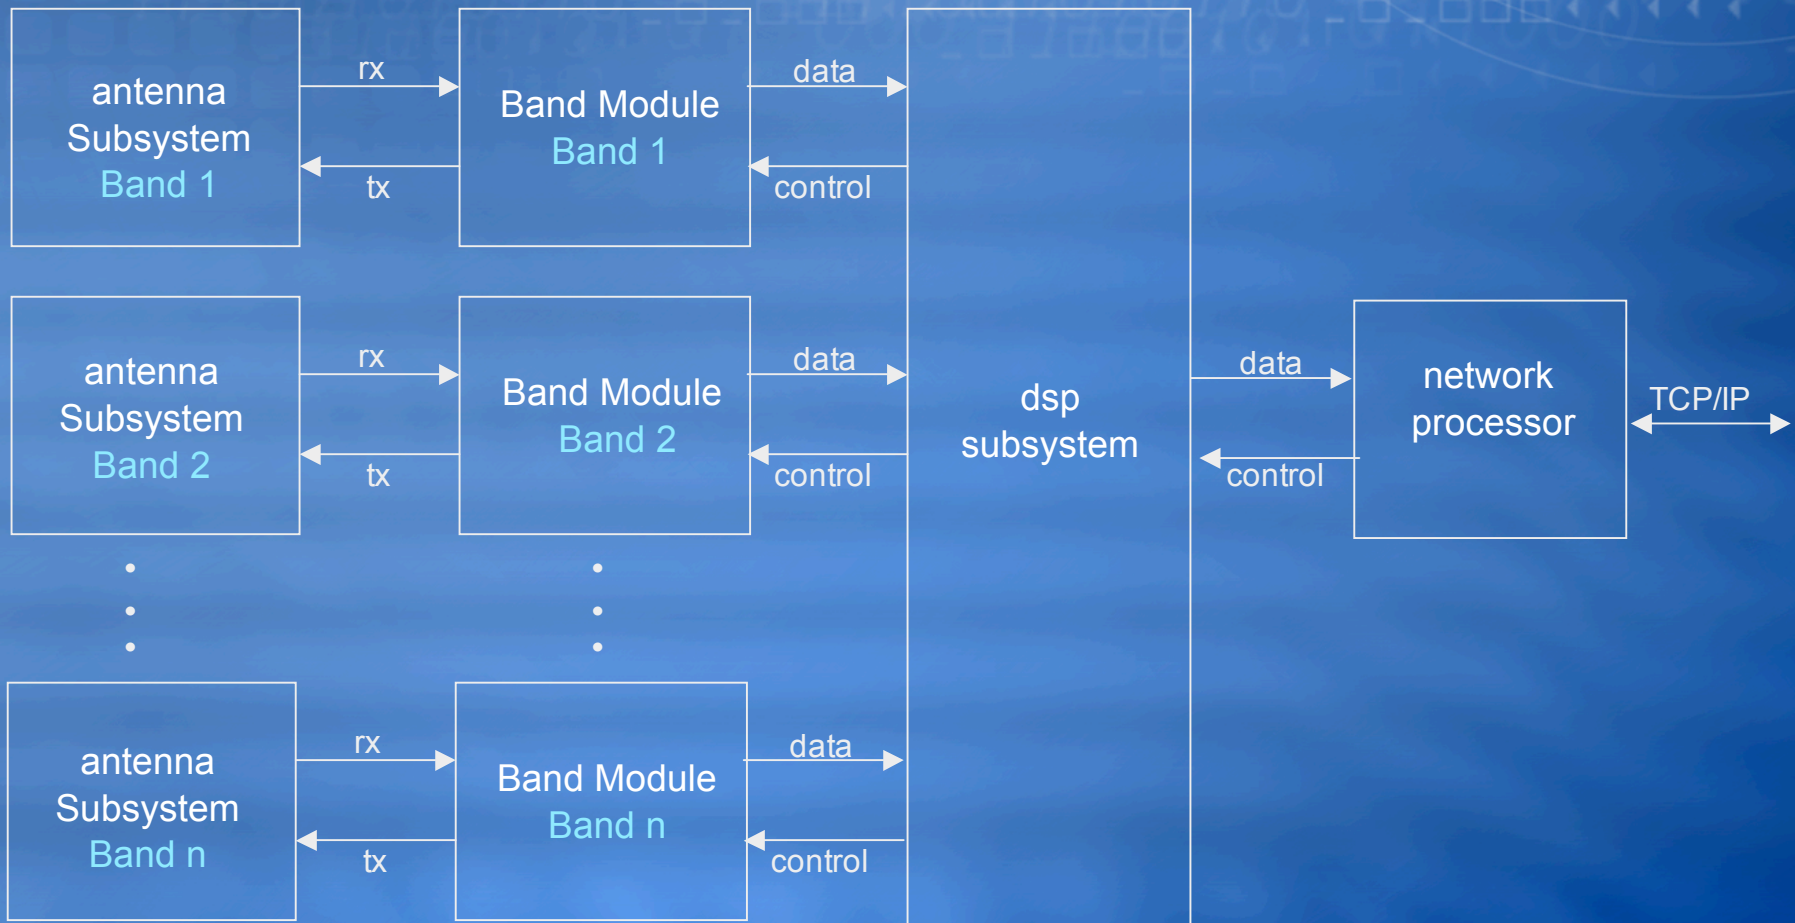 antenna
Subsystem
Band 1
rx
tx
Band Module
Band 1
data
control
antenna
Subsystem
Band 2
rx
tx
Band Module
Band 2
data
control
dsp
subsystem
data
control
network
processor
TCP/IP
antenna
Subsystem
Band n
rx
tx
Band Module
Band n
data
control